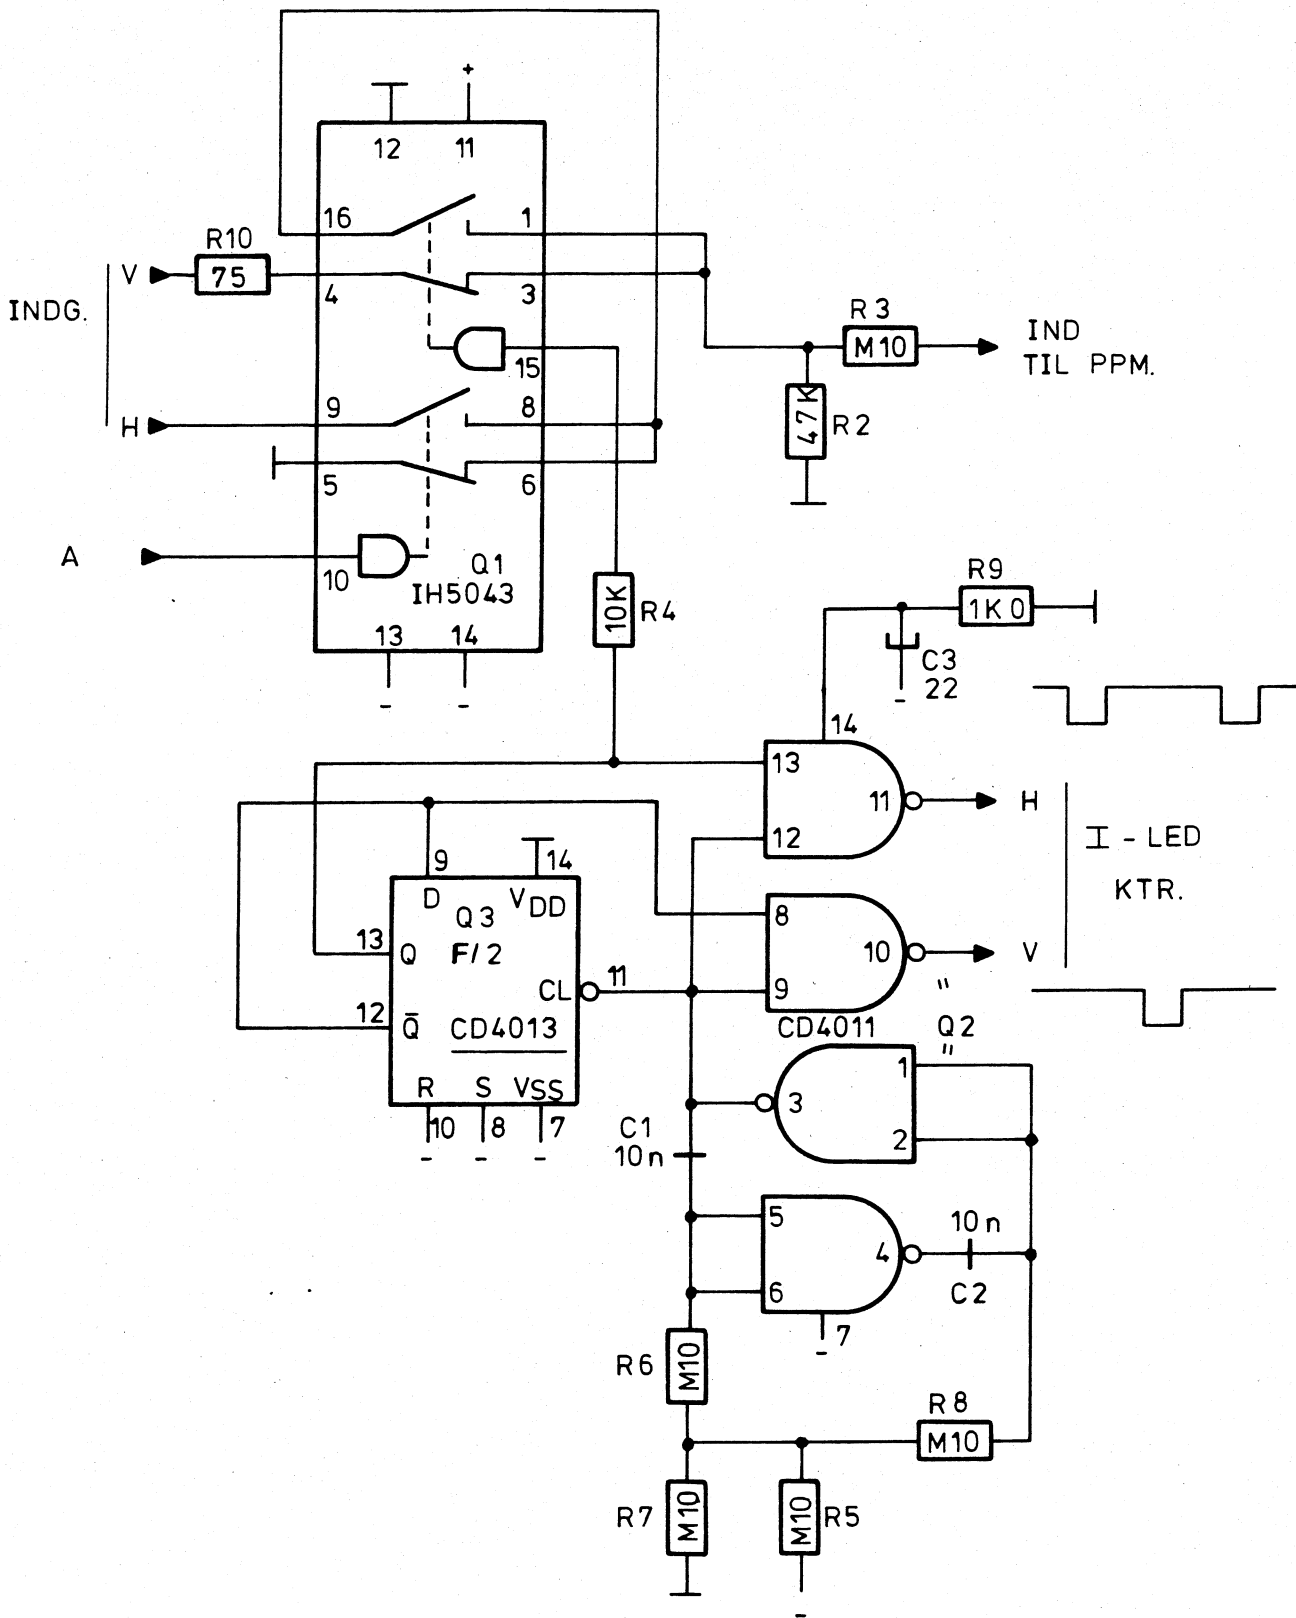 +
12 11
16 1
R10
V 75
4 3
INDG.
R3
M10
IND
TIL PPM.
15
9 8
H
47K
R2
5 6
A
10
Q1
IH5043
10K
R4
R9
1K0
13 14
C3
22
-
- -
14
13
11
H
12
I - LED
KTR.
9 14
D VDD
Q3
F/2
8
13 Q
10
V
CL 11
9
"
12 Q̄
CD4013
CD4011 Q2
"
1
R S VSS
3
10 8 7
2
- - -
C1
10n
5
10n
4
6
C2
7
-
R6
M10
R8
M10
R7
M10
M10
R5
-